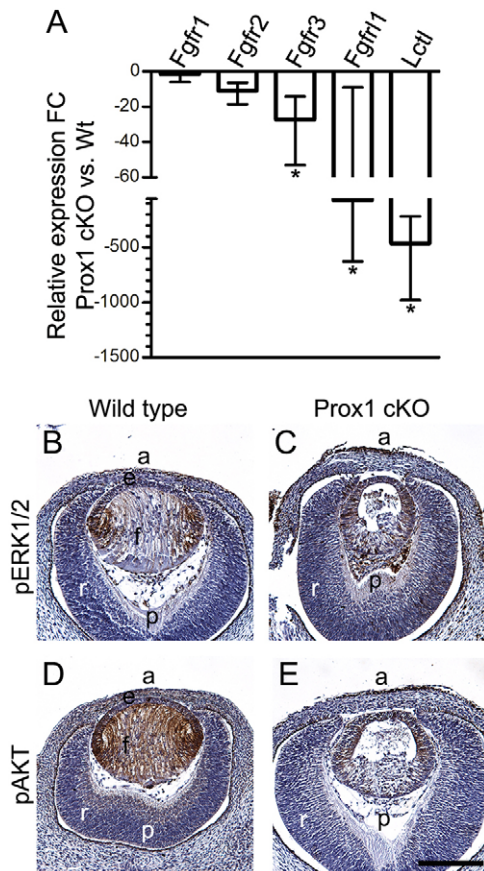 A
Fgfr1
Fgfr2
Fgfr3
Fgfrl1
Lctl
Relative expression FC
Prox1 cKO vs. Wt
0
-20
-40
-60
-500
-1000
-1500
*
*
*
Wild type
Prox1 cKO
pERK1/2
B
a
e
f
r
p
C
a
r
p
pAKT
D
a
e
f
r
p
E
a
r
p